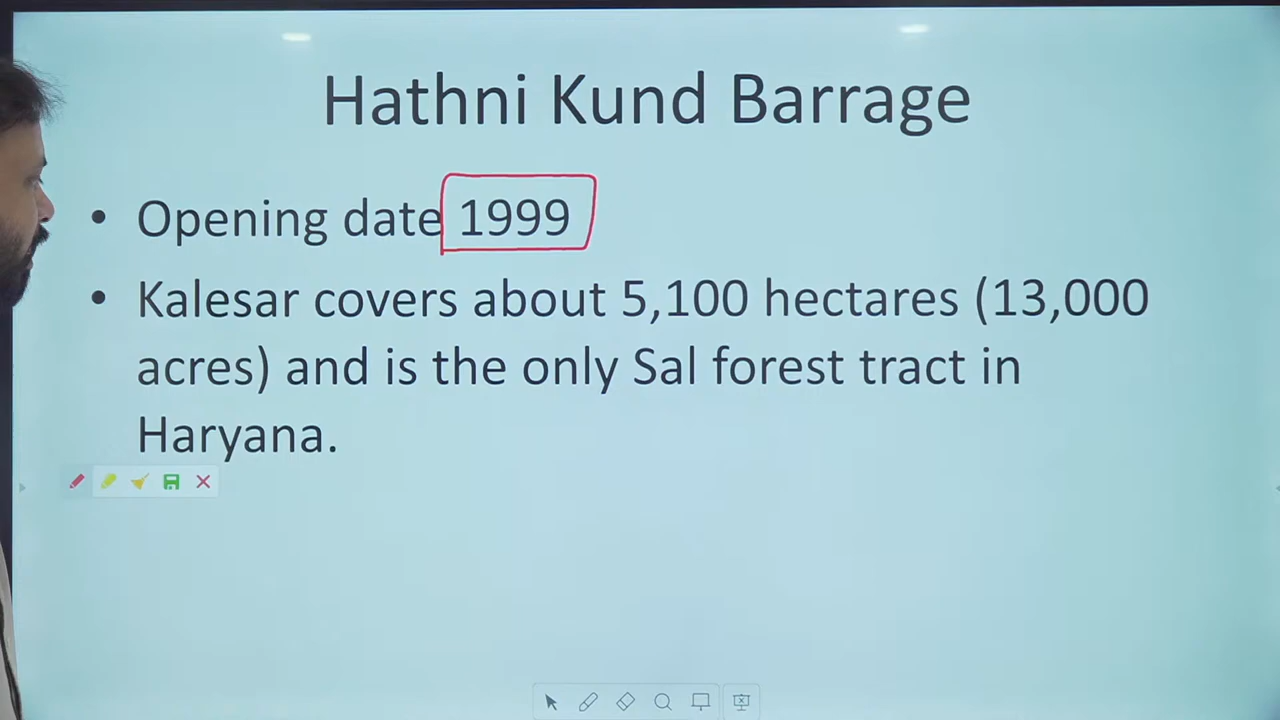 Hathni Kund Barrage
• Opening date 1999
• Kalesar covers about 5,100 hectares (13,000
acres) and is the only Sal forest tract in
Haryana.